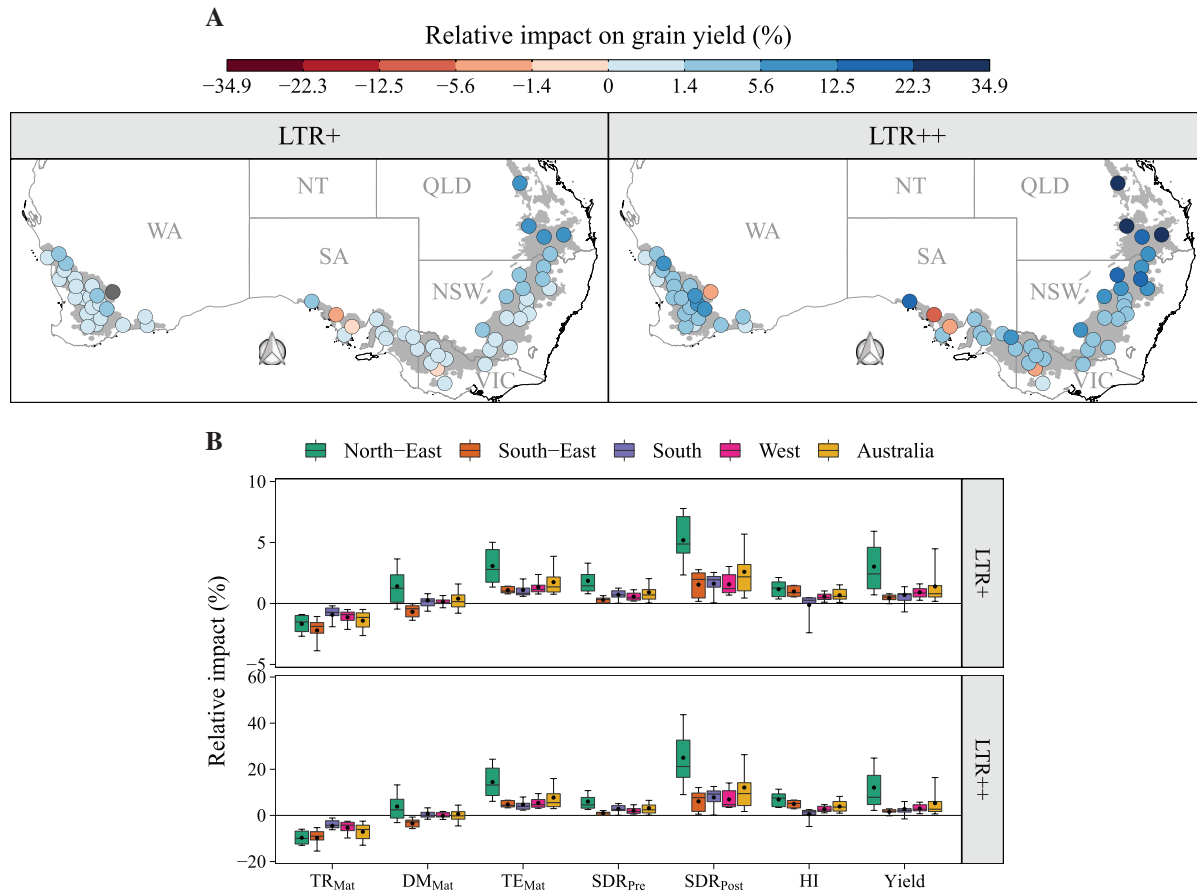 A
Relative impact on grain yield (%)
−34.9 −22.3 −12.5 −5.6 −1.4 0 1.4 5.6 12.5 22.3 34.9
LTR+ LTR++
WA NT QLD SA NSW VIC
WA NT QLD SA NSW VIC
B
North−East South−East South West Australia
Relative impact (%)
10
5
0
−5
LTR+
60
40
20
0
−20
LTR++
TRMat DMMat TEMat SDRPre SDRPost HI Yield